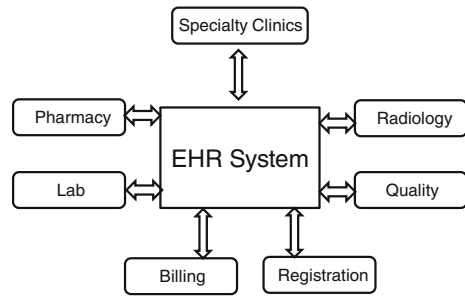 Specialty Clinics
Pharmacy
Radiology
EHR System
Lab
Quality
Billing
Registration